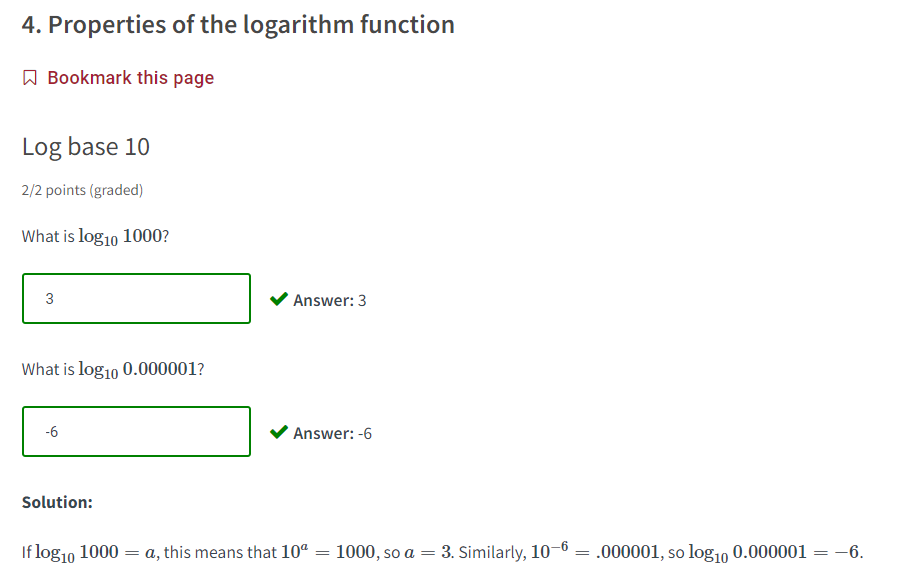 4. Properties of the logarithm function
Bookmark this page
Log base 10
2/2 points (graded)
What is log₁₀ 1000?
3
✔ Answer: 3
What is log₁₀ 0.000001?
-6
✔ Answer: -6
Solution:
If log₁₀ 1000 = a, this means that 10ᵃ = 1000, so a = 3. Similarly, 10⁻⁶ = .000001, so log₁₀ 0.000001 = −6.